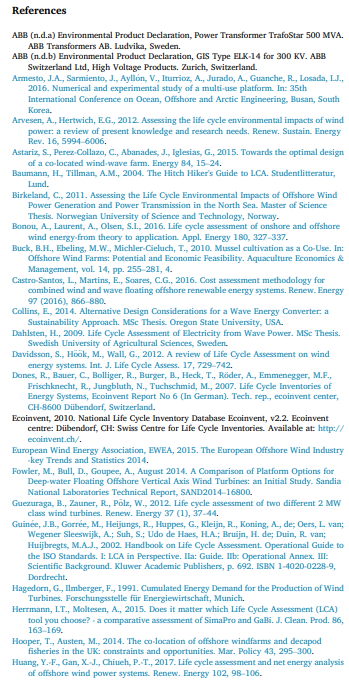 References
ABB (n.d.a) Environmental Product Declaration, Power Transformer TrafoStar 500 MVA.
ABB Transformers AB. Ludvika, Sweden.
ABB (n.d.b) Environmental Product Declaration, GIS Type ELK-14 for 300 KV. ABB
Switzerland Ltd, High Voltage Products. Zurich, Switzerland.
Armesto, J.A., Sarmiento, J., Ayllón, V., Iturrioz, A., Jurado, A., Guanche, R., Losada, I.J.,
2016. Numerical and experimental study of a multi-use platform. In: 35th
International Conference on Ocean, Offshore and Arctic Engineering, Busan, South
Korea.
Arvesen, A., Hertwich, E.G., 2012. Assessing the life cycle environmental impacts of wind
power: a review of present knowledge and research needs. Renew. Sustain. Energy
Rev. 16, 5994–6006.
Astariz, S., Perez-Collazo, C., Abanades, J., Iglesias, G., 2015. Towards the optimal design
of a co-located wind-wave farm. Energy 84, 15–24.
Baumann, H., Tillman, A.M., 2004. The Hitch Hiker's Guide to LCA. Studentlitteratur,
Lund.
Birkeland, C., 2011. Assessing the Life Cycle Environmental Impacts of Offshore Wind
Power Generation and Power Transmission in the North Sea. Master of Science
Thesis. Norwegian University of Science and Technology, Norway.
Bonou, A., Laurent, A., Olsen, S.I., 2016. Life cycle assessment of onshore and offshore
wind energy-from theory to application. Appl. Energy 180, 327–337.
Buck, B.H., Ebeling, M.W., Michler-Cieluch, T., 2010. Mussel cultivation as a Co-Use. In:
Offshore Wind Farms: Potential and Economic Feasibility. Aquaculture Economics &
Management, vol. 14, pp. 255–281, 4.
Castro-Santos, L., Martins, E., Soares, C.G., 2016. Cost assessment methodology for
combined wind and wave floating offshore renewable energy systems. Renew. Energy
97 (2016), 866–880.
Collins, E., 2014. Alternative Design Considerations for a Wave Energy Converter: a
Sustainability Approach. MSc Thesis. Oregon State University, USA.
Dahlsten, H., 2009. Life Cycle Assessment of Electricity from Wave Power. MSc Thesis.
Swedish University of Agricultural Sciences, Sweden.
Davidsson, S., Höök, M., Wall, G., 2012. A review of Life Cycle Assessment on wind
energy systems. Int. J. Life Cycle Assess. 17, 729–742.
Dones, R., Bauer, C., Bolliger, R., Burger, B., Heck, T., Röder, A., Emmenegger, M.F.,
Frischknecht, R., Jungbluth, N., Tuchschmid, M., 2007. Life Cycle Inventories of
Energy Systems, Ecoinvent Report No 6 (In German). Tech. rep., ecoinvent center,
CH-8600 Dübendorf, Switzerland.
Ecoinvent, 2010. National Life Cycle Inventory Database Ecoinvent, v2.2. Ecoinvent
centre: Dübendorf, CH: Swiss Centre for Life Cycle Inventories. Available at: http://
ecoinvent.ch/.
European Wind Energy Association, EWEA, 2015. The European Offshore Wind Industry
-key Trends and Statistics 2014.
Fowler, M., Bull, D., Goupee, A., August 2014. A Comparison of Platform Options for
Deep-water Floating Offshore Vertical Axis Wind Turbines: an Initial Study. Sandia
National Laboratories Technical Report, SAND2014-16800.
Guezuraga, B., Zauner, R., Pölz, W., 2012. Life cycle assessment of two different 2 MW
class wind turbines. Renew. Energy 37 (1), 37–44.
Guinée, J.B., Gorrée, M., Heijungs, R., Huppes, G., Kleijn, R., Koning, A., de; Oers, L. van;
Wegener Sleeswijk, A.; Suh, S.; Udo de Haes, H.A.; Bruijn, H. de; Duin, R. van;
Huijbregts, M.A.J., 2002. Handbook on Life Cycle Assessment. Operational Guide to
the ISO Standards. I: LCA in Perspective. IIa: Guide. IIb: Operational Annex. III:
Scientific Background. Kluwer Academic Publishers, p. 692. ISBN 1-4020-0228-9,
Dordrecht.
Hagedorn, G., Ilmberger, F., 1991. Cumulated Energy Demand for the Production of Wind
Turbines. Forschungsstelle für Energiewirtschaft, Munich.
Herrmann, I.T., Moltesen, A., 2015. Does it matter which Life Cycle Assessment (LCA)
tool you choose? - a comparative assessment of SimaPro and GaBi. J. Clean. Prod. 86,
163–169.
Hooper, T., Austen, M., 2014. The co-location of offshore windfarms and decapod
fisheries in the UK: constraints and opportunities. Mar. Policy 43, 295–300.
Huang, Y.-F., Gan, X.-J., Chiueh, P.-T., 2017. Life cycle assessment and net energy analysis
of offshore wind power systems. Renew. Energy 102, 98–106.